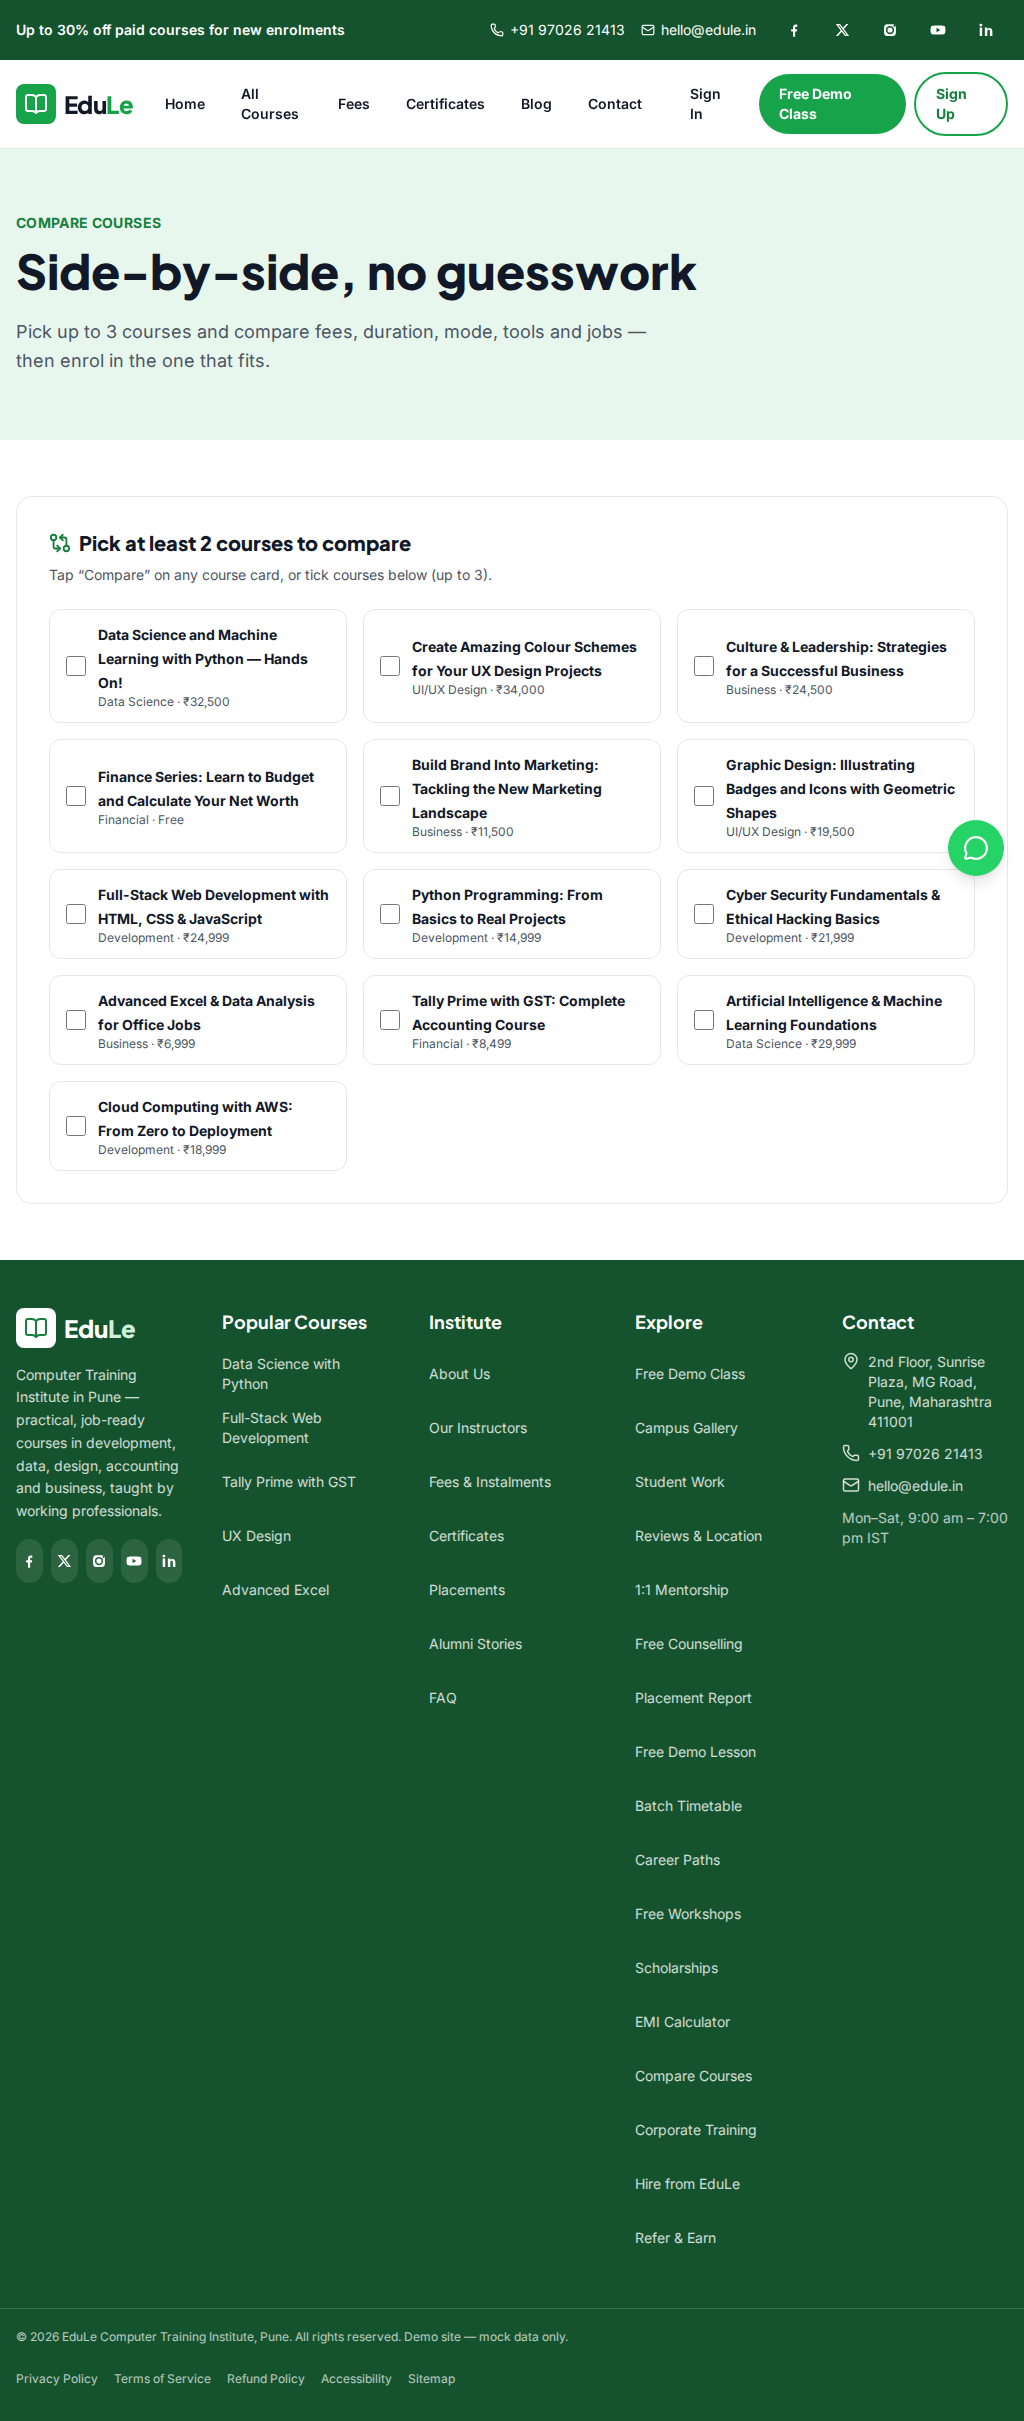 Up to 30% off paid courses for new enrolments
+91 97026 21413
hello@edule.in
EduLe
Home
All
Courses
Fees
Certificates
Blog
Contact
Sign
In
Free Demo
Class
Sign
Up
COMPARE COURSES
Side-by-side, no guesswork
Pick up to 3 courses and compare fees, duration, mode, tools and jobs —
then enrol in the one that fits.
Pick at least 2 courses to compare
Tap “Compare” on any course card, or tick courses below (up to 3).
Data Science and Machine
Learning with Python — Hands
On!
Data Science · ₹32,500
Create Amazing Colour Schemes
for Your UX Design Projects
UI/UX Design · ₹34,000
Culture & Leadership: Strategies
for a Successful Business
Business · ₹24,500
Finance Series: Learn to Budget
and Calculate Your Net Worth
Financial · Free
Build Brand Into Marketing:
Tackling the New Marketing
Landscape
Business · ₹11,500
Graphic Design: Illustrating
Badges and Icons with Geometric
Shapes
UI/UX Design · ₹19,500
Full-Stack Web Development with
HTML, CSS & JavaScript
Development · ₹24,999
Python Programming: From
Basics to Real Projects
Development · ₹14,999
Cyber Security Fundamentals &
Ethical Hacking Basics
Development · ₹21,999
Advanced Excel & Data Analysis
for Office Jobs
Business · ₹6,999
Tally Prime with GST: Complete
Accounting Course
Financial · ₹8,499
Artificial Intelligence & Machine
Learning Foundations
Data Science · ₹29,999
Cloud Computing with AWS:
From Zero to Deployment
Development · ₹18,999
EduLe
Computer Training
Institute in Pune —
practical, job-ready
courses in development,
data, design, accounting
and business, taught by
working professionals.
Popular Courses
Data Science with
Python
Full-Stack Web
Development
Tally Prime with GST
UX Design
Advanced Excel
Institute
About Us
Our Instructors
Fees & Instalments
Certificates
Placements
Alumni Stories
FAQ
Explore
Free Demo Class
Campus Gallery
Student Work
Reviews & Location
1:1 Mentorship
Free Counselling
Placement Report
Free Demo Lesson
Batch Timetable
Career Paths
Free Workshops
Scholarships
EMI Calculator
Compare Courses
Corporate Training
Hire from EduLe
Refer & Earn
Contact
2nd Floor, Sunrise
Plaza, MG Road,
Pune, Maharashtra
411001
+91 97026 21413
hello@edule.in
Mon–Sat, 9:00 am – 7:00
pm IST
© 2026 EduLe Computer Training Institute, Pune. All rights reserved. Demo site — mock data only.
Privacy Policy
Terms of Service
Refund Policy
Accessibility
Sitemap